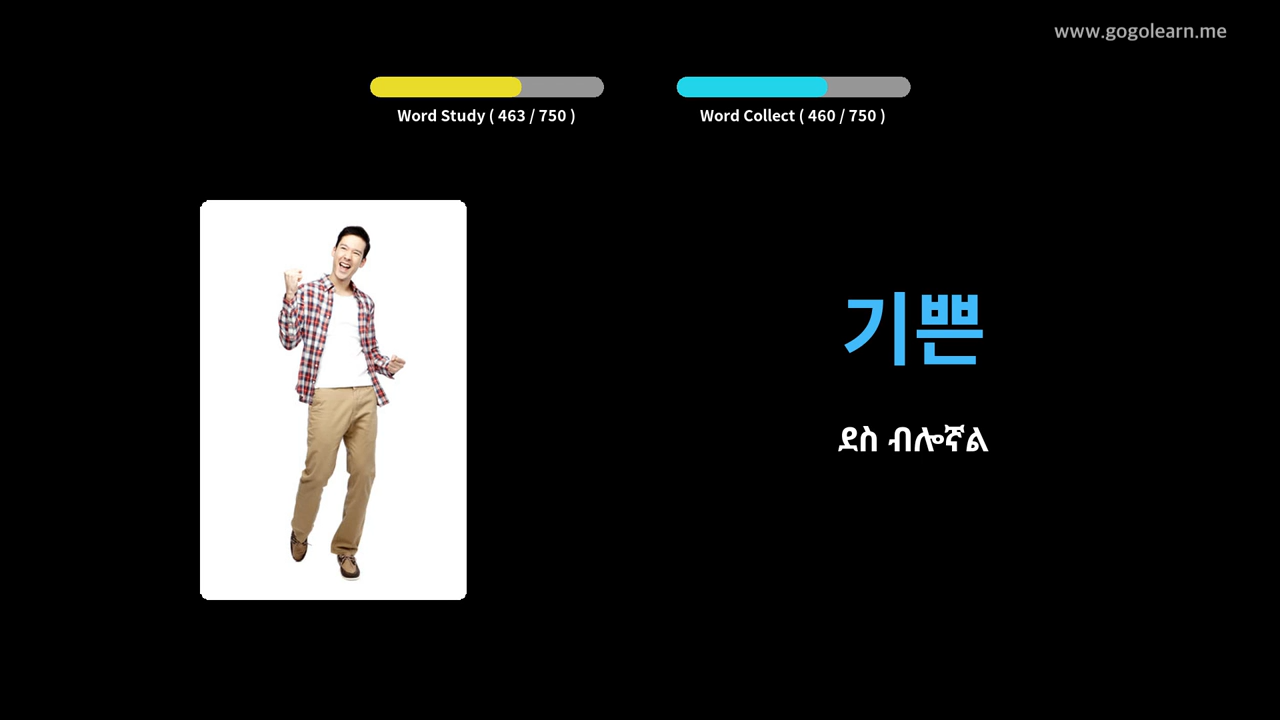 www.gogolearn.me
Word Study ( 463 / 750 )
Word Collect ( 460 / 750 )
기쁜
ደስ ብሎኛል